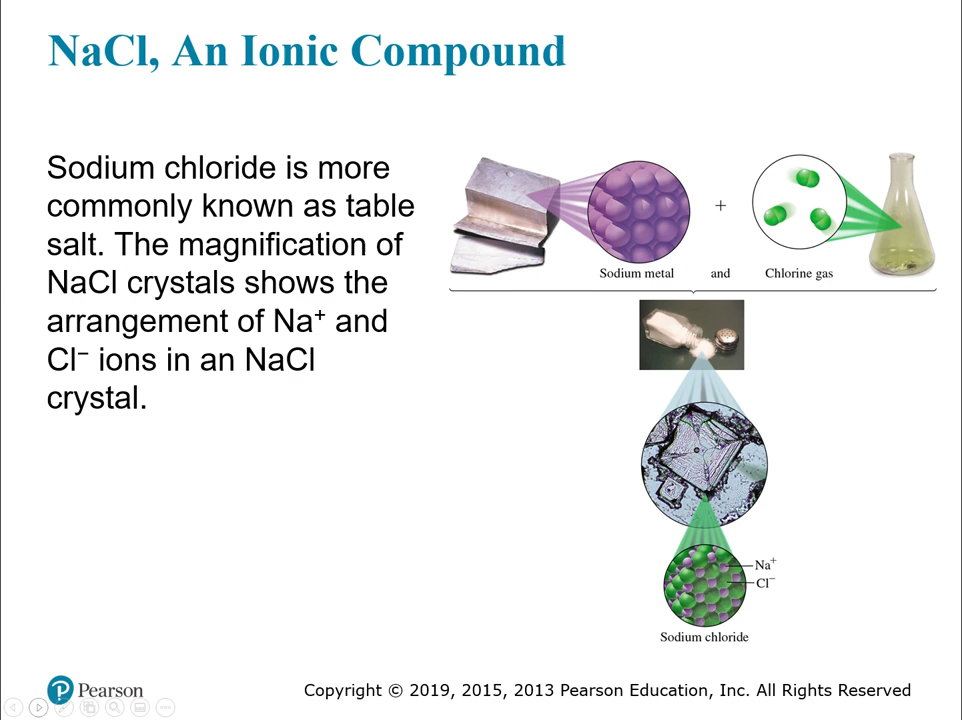 NaCl, An Ionic Compound
Sodium chloride is more
commonly known as table
salt. The magnification of
NaCl crystals shows the
arrangement of Na⁺ and
Cl⁻ ions in an NaCl
crystal.
+
Sodium metal and Chlorine gas
Na⁺
Cl⁻
Sodium chloride
P Pearson
Copyright © 2019, 2015, 2013 Pearson Education, Inc. All Rights Reserved